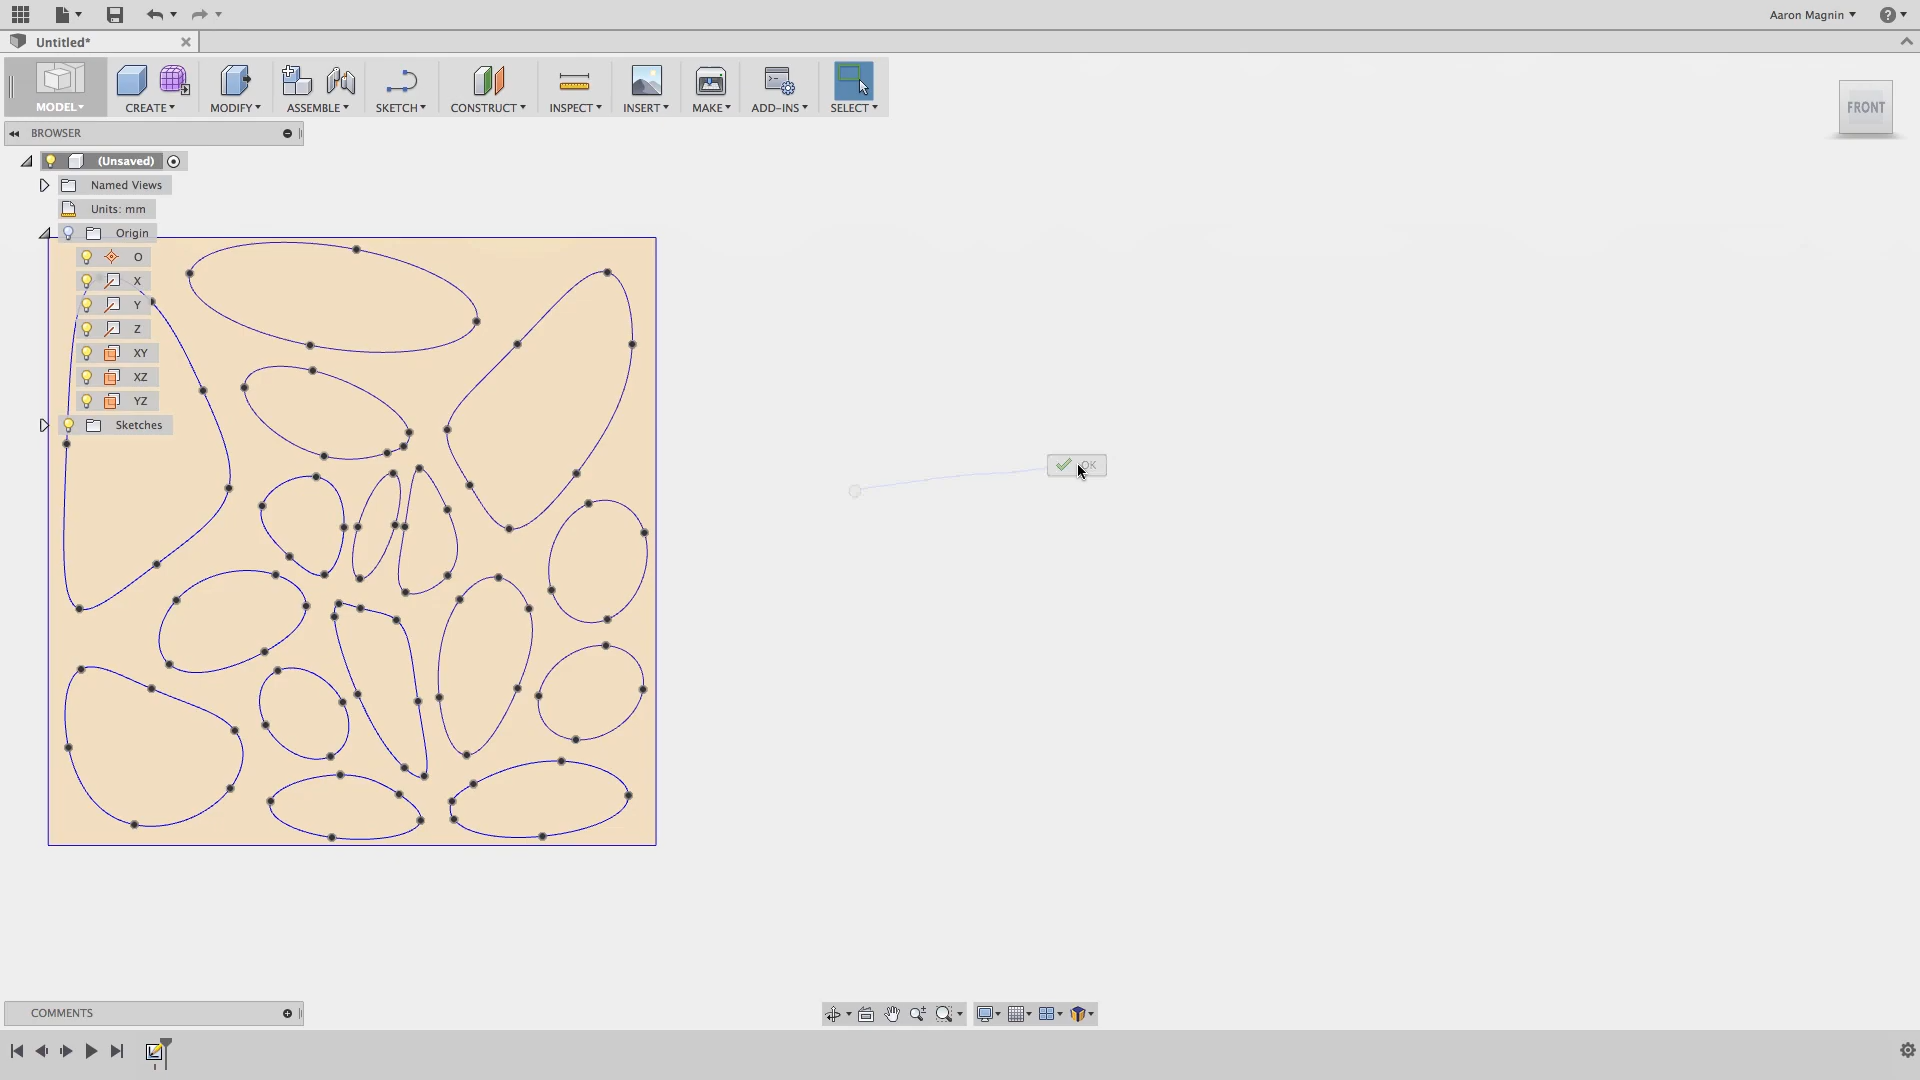 Aaron Magnin
Untitled*
MODEL
CREATE
MODIFY
ASSEMBLE
SKETCH
CONSTRUCT
INSPECT
INSERT
MAKE
ADD-INS
SELECT
FRONT
BROWSER
(Unsaved)
Named Views
Units: mm
Origin
O
X
Y
Z
XY
XZ
YZ
Sketches
OK
COMMENTS